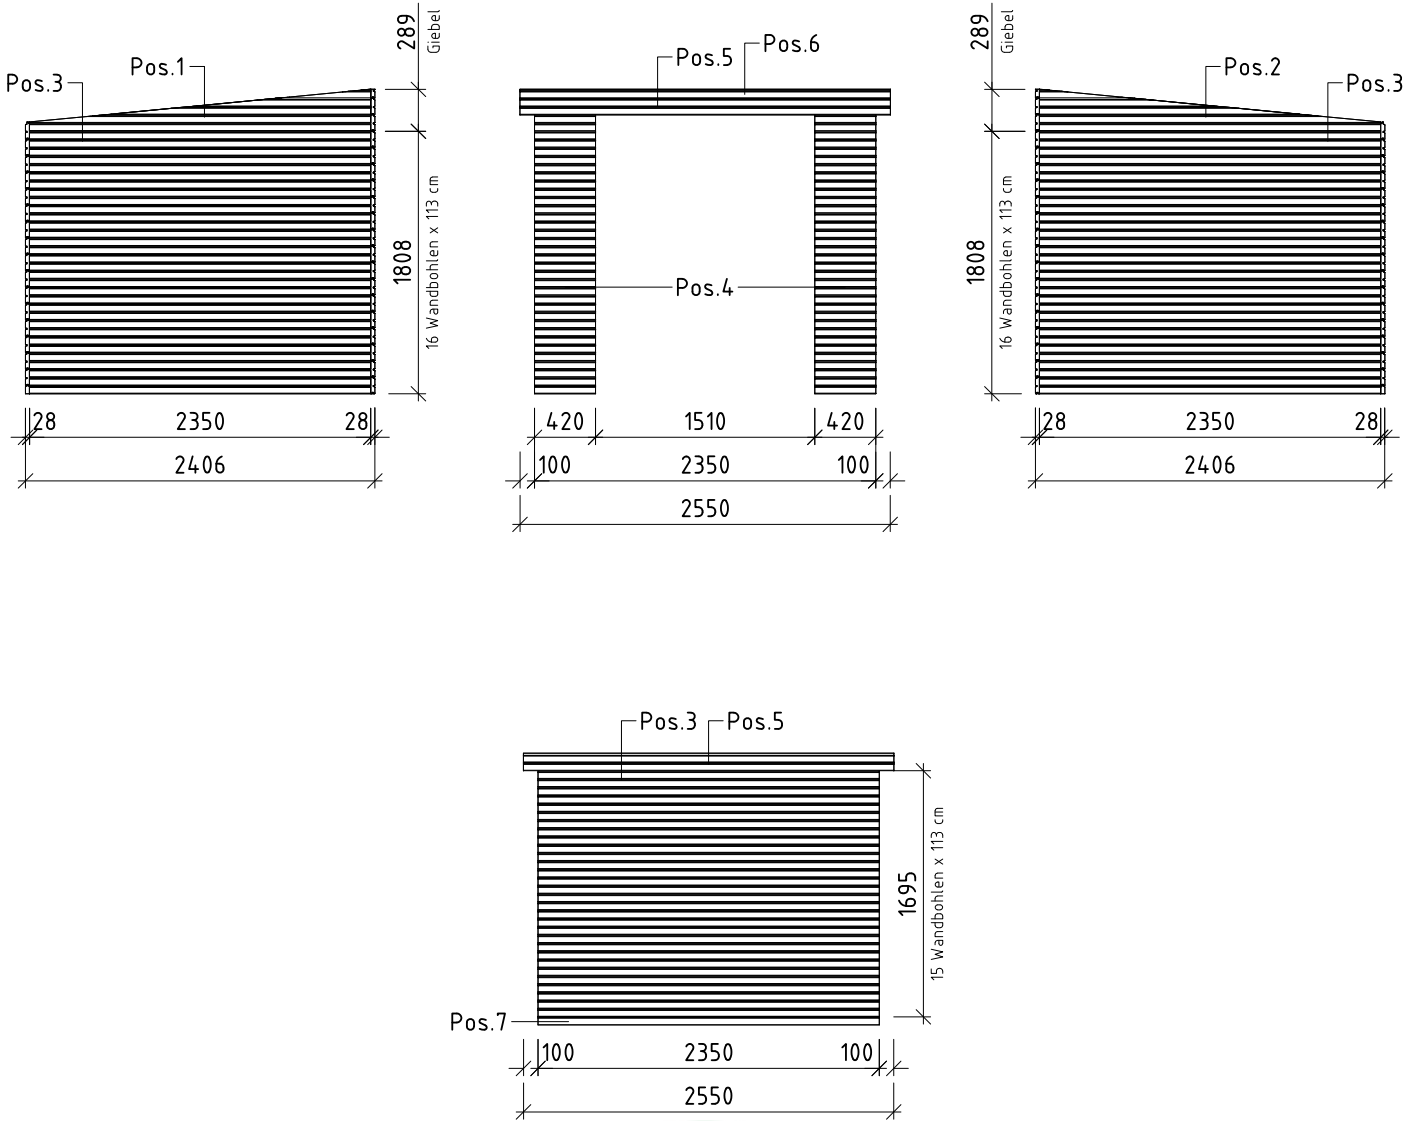 289
Giebel
Pos.3
Pos.1
1808
16 Wandbohlen x 113 cm
28
2350
28
2406
Pos.5
Pos.6
Pos.4
420
1510
420
100
2350
100
2550
289
Giebel
Pos.2
Pos.3
1808
16 Wandbohlen x 113 cm
28
2350
28
2406
Pos.3
Pos.5
1695
15 Wandbohlen x 113 cm
Pos.7
100
2350
100
2550